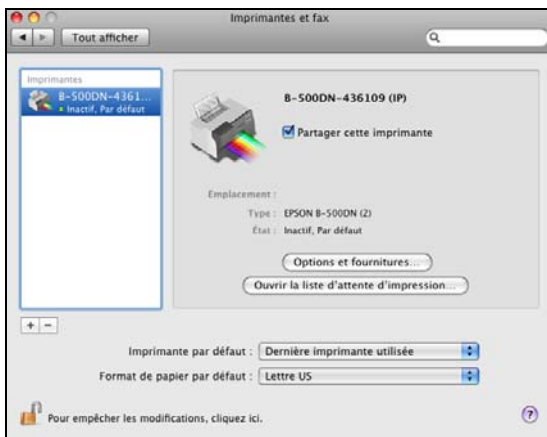 Imprimantes et fax
Tout afficher
Imprimantes
B-500DN-4361...
Inactif, Par défaut
B-500DN-436109 (IP)
Partager cette imprimante
Emplacement :
Type : EPSON B-500DN (2)
État : Inactif, Par défaut
Options et fournitures...
Ouvrir la liste d'attente d'impression...
+ -
Imprimante par défaut : Dernière imprimante utilisée
Format de papier par défaut : Lettre US
Pour empêcher les modifications, cliquez ici.
?